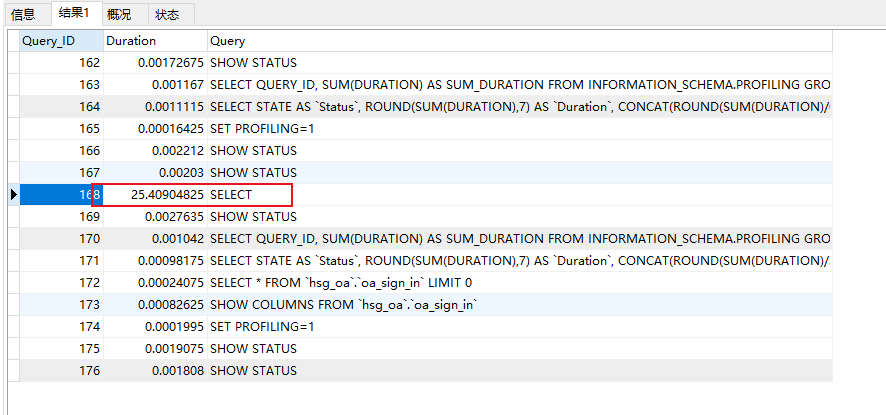 信息 结果1 概况 状态
Query_ID Duration Query
162 0.00172675 SHOW STATUS
163 0.001167 SELECT QUERY_ID, SUM(DURATION) AS SUM_DURATION FROM INFORMATION_SCHEMA.PROFILING GRO
164 0.0011115 SELECT STATE AS `Status`, ROUND(SUM(DURATION),7) AS `Duration`, CONCAT(ROUND(SUM(DURATION)/
165 0.00016425 SET PROFILING=1
166 0.002212 SHOW STATUS
167 0.00203 SHOW STATUS
168 25.40904825 SELECT
169 0.0027635 SHOW STATUS
170 0.001042 SELECT QUERY_ID, SUM(DURATION) AS SUM_DURATION FROM INFORMATION_SCHEMA.PROFILING GRO
171 0.00098175 SELECT STATE AS `Status`, ROUND(SUM(DURATION),7) AS `Duration`, CONCAT(ROUND(SUM(DURATION)/
172 0.00024075 SELECT * FROM `hsg_oa`.`oa_sign_in` LIMIT 0
173 0.00082625 SHOW COLUMNS FROM `hsg_oa`.`oa_sign_in`
174 0.0001995 SET PROFILING=1
175 0.0019075 SHOW STATUS
176 0.001808 SHOW STATUS